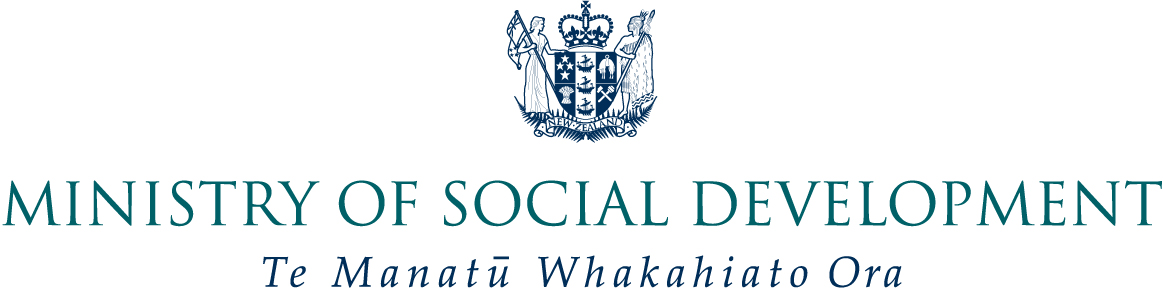 NEW ZEALAND
MINISTRY OF SOCIAL DEVELOPMENT
Te Manatū Whakahiato Ora